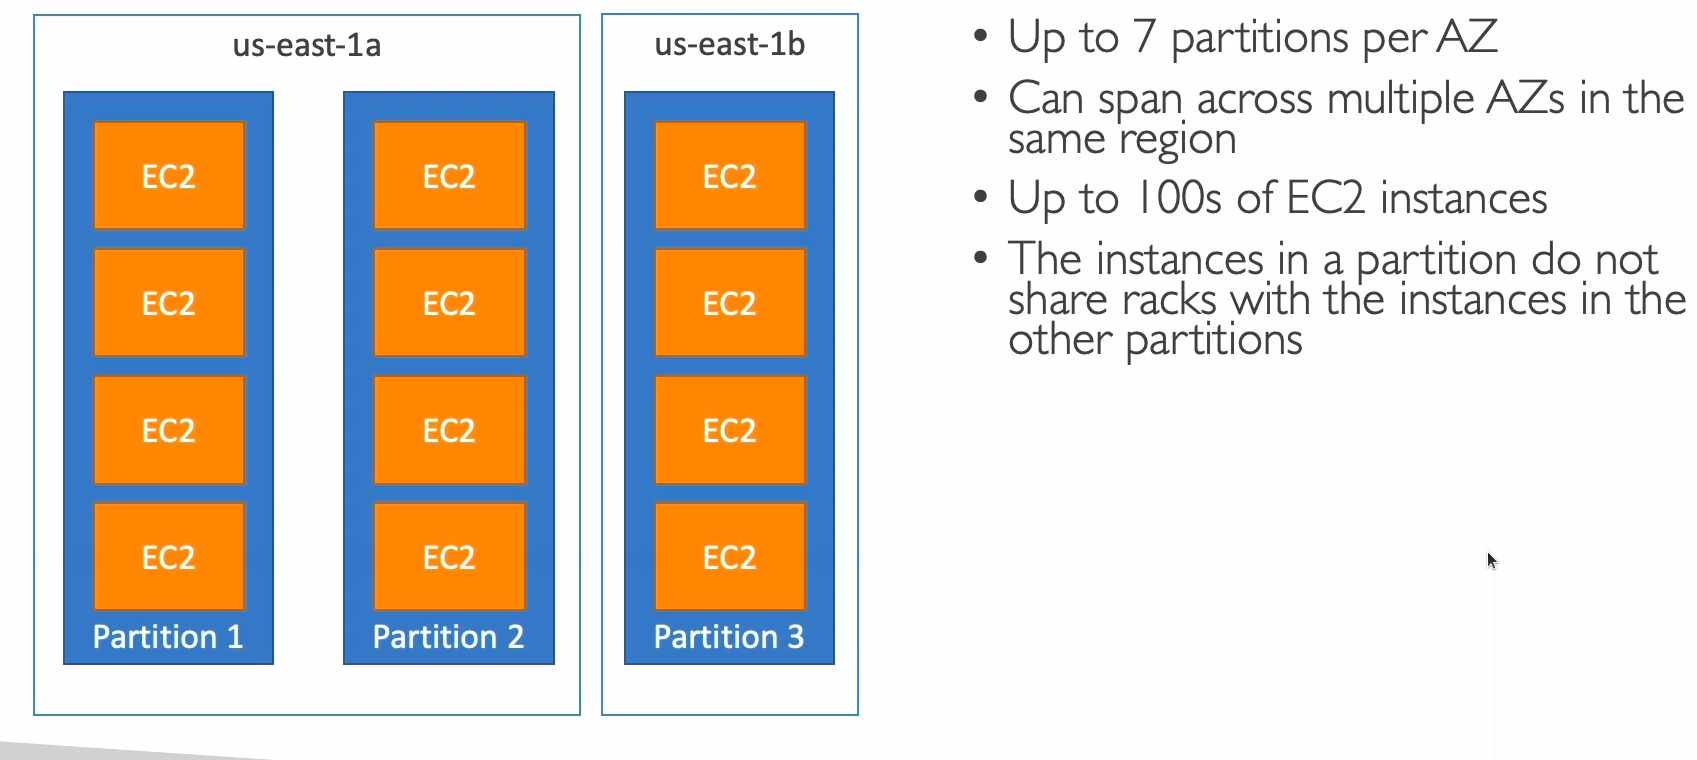 us-east-1a
EC2
EC2
EC2
EC2
Partition 1
EC2
EC2
EC2
EC2
Partition 2
us-east-1b
EC2
EC2
EC2
EC2
Partition 3
• Up to 7 partitions per AZ
• Can span across multiple AZs in the
same region
• Up to 100s of EC2 instances
• The instances in a partition do not
share racks with the instances in the
other partitions